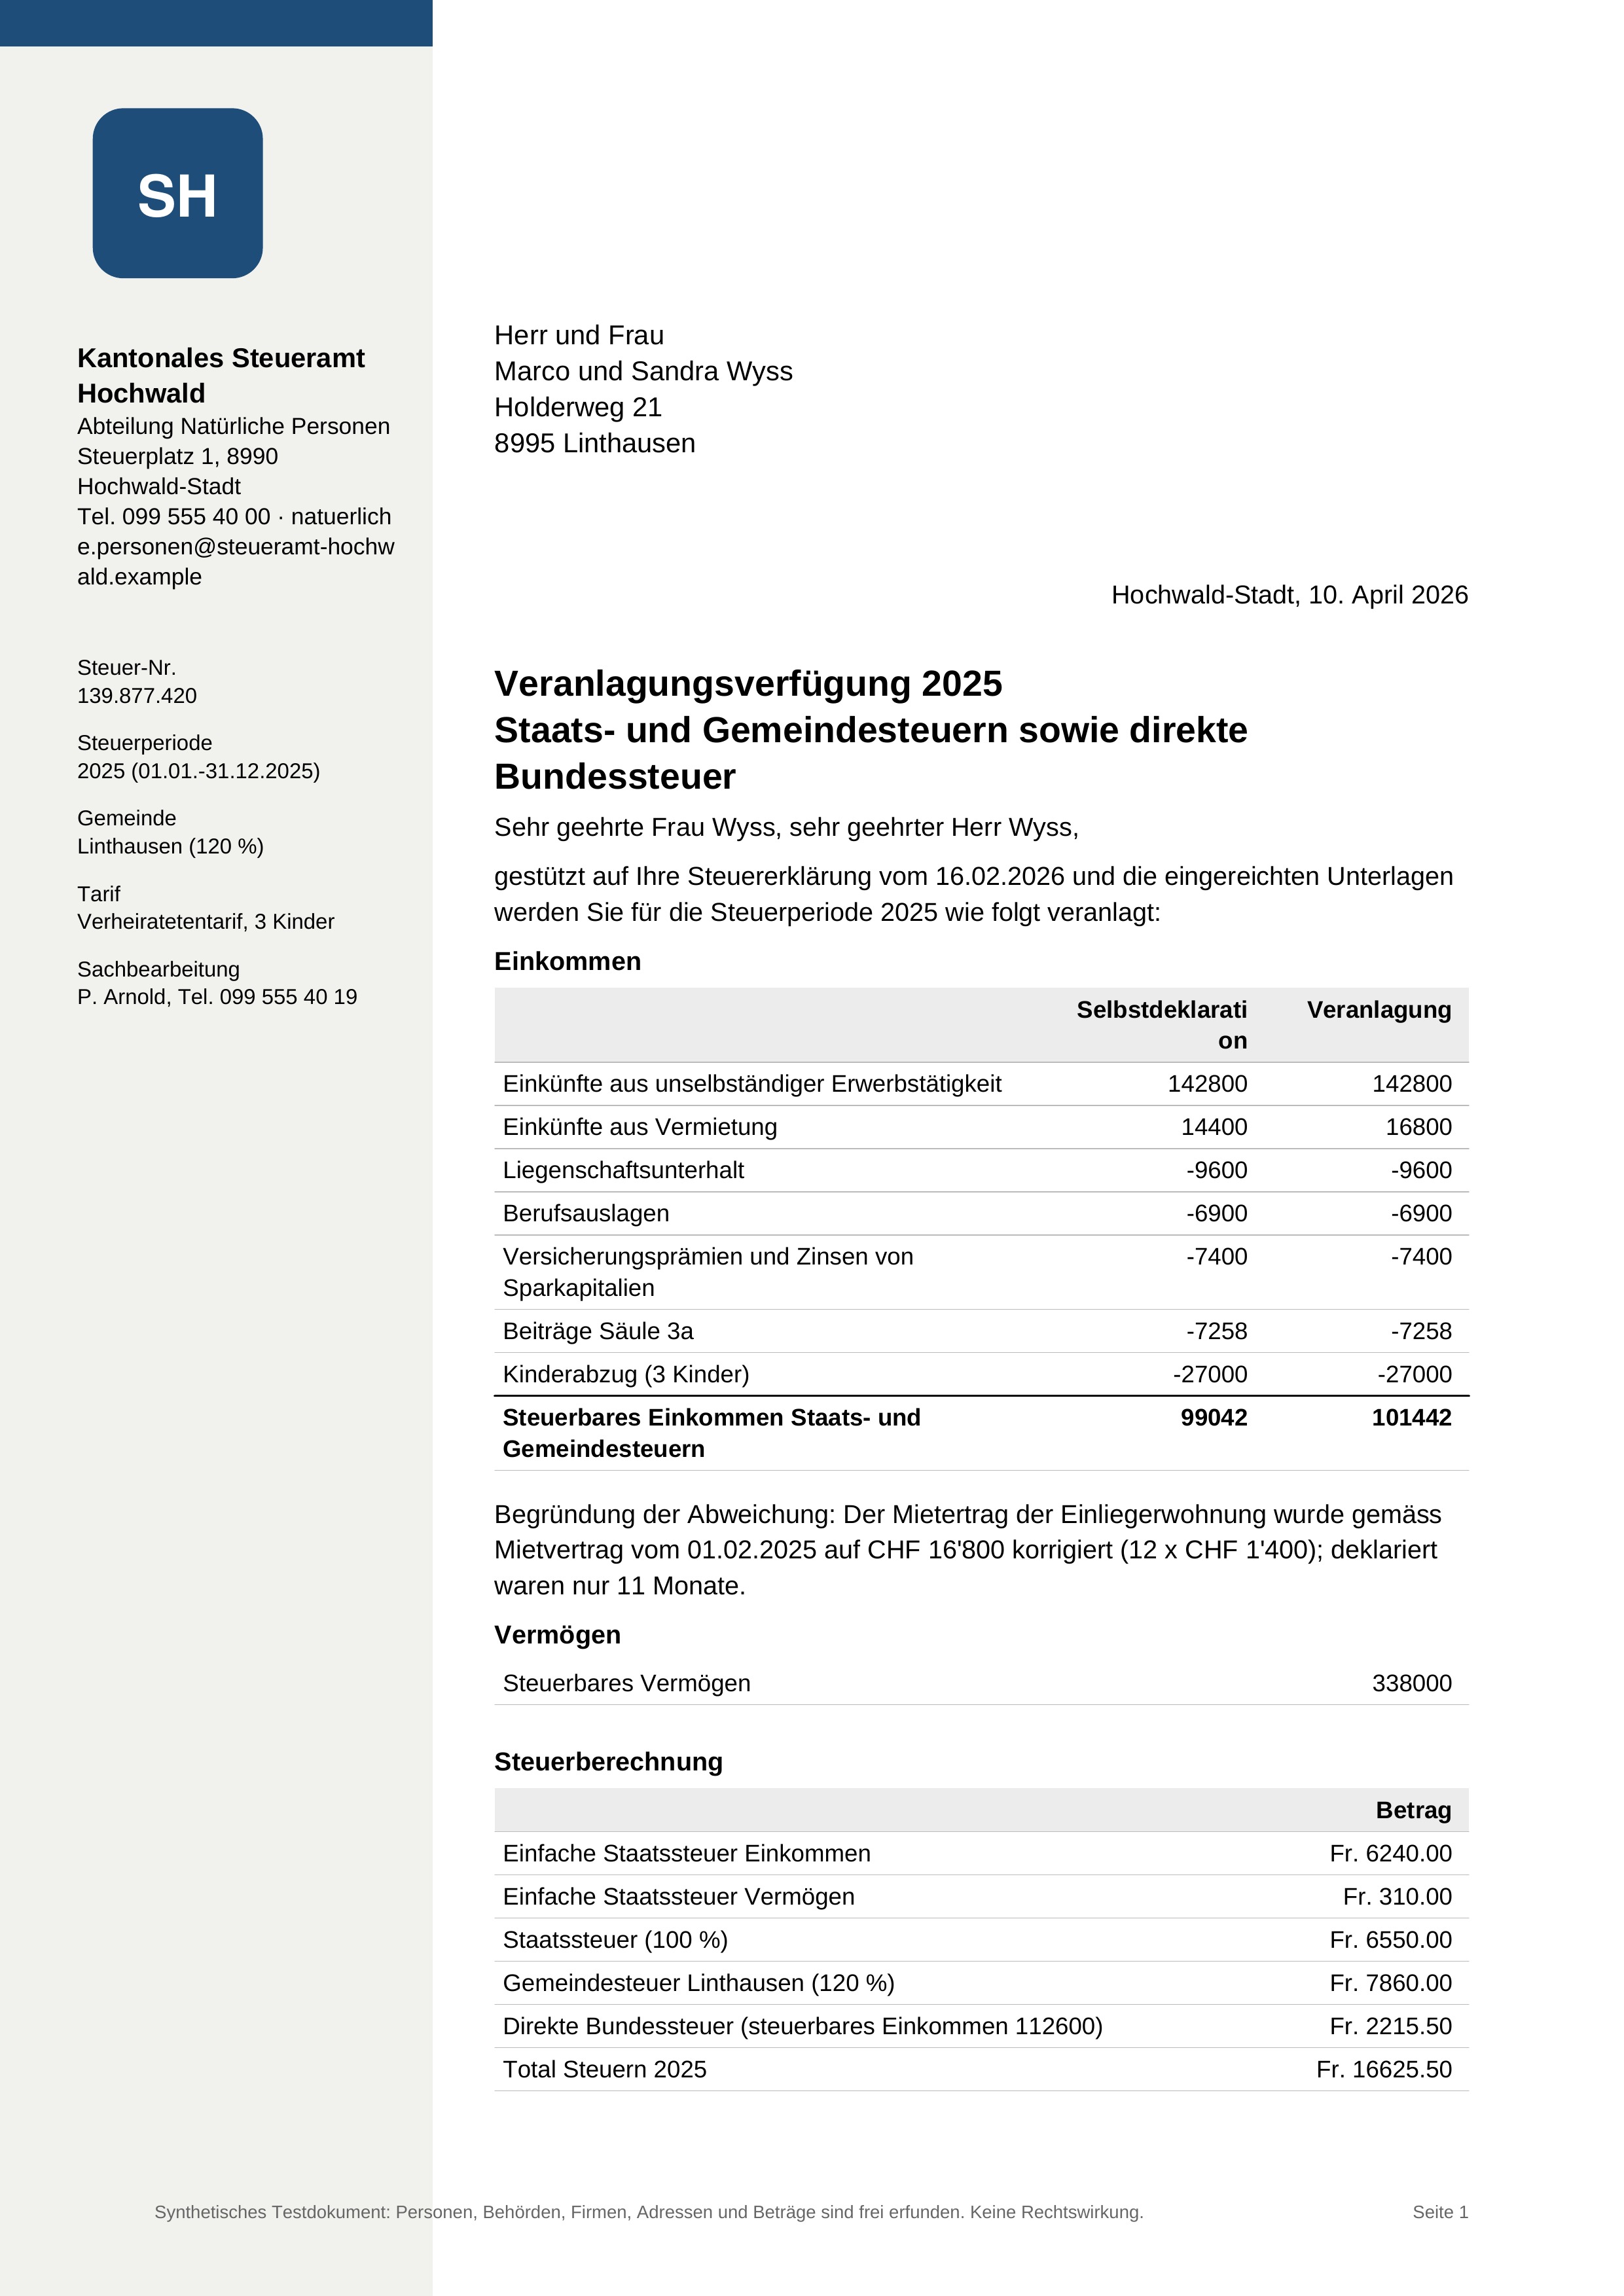 SH
Kantonales Steueramt
Hochwald
Abteilung Natürliche Personen
Steuerplatz 1, 8990
Hochwald-Stadt
Tel. 099 555 40 00 · natuerlich
e.personen@steueramt-hochw
ald.example
Steuer-Nr.
139.877.420
Steuerperiode
2025 (01.01.-31.12.2025)
Gemeinde
Linthausen (120 %)
Tarif
Verheiratetentarif, 3 Kinder
Sachbearbeitung
P. Arnold, Tel. 099 555 40 19
Herr und Frau
Marco und Sandra Wyss
Holderweg 21
8995 Linthausen
Hochwald-Stadt, 10. April 2026
Veranlagungsverfügung 2025
Staats- und Gemeindesteuern sowie direkte
Bundessteuer
Sehr geehrte Frau Wyss, sehr geehrter Herr Wyss,
gestützt auf Ihre Steuererklärung vom 16.02.2026 und die eingereichten Unterlagen
werden Sie für die Steuerperiode 2025 wie folgt veranlagt:
Einkommen
Selbstdeklarati Veranlagung
on
Einkünfte aus unselbständiger Erwerbstätigkeit 142800 142800
Einkünfte aus Vermietung 14400 16800
Liegenschaftsunterhalt -9600 -9600
Berufsauslagen -6900 -6900
Versicherungsprämien und Zinsen von -7400 -7400
Sparkapitalien
Beiträge Säule 3a -7258 -7258
Kinderabzug (3 Kinder) -27000 -27000
Steuerbares Einkommen Staats- und 99042 101442
Gemeindesteuern
Begründung der Abweichung: Der Mietertrag der Einliegerwohnung wurde gemäss
Mietvertrag vom 01.02.2025 auf CHF 16'800 korrigiert (12 x CHF 1'400); deklariert
waren nur 11 Monate.
Vermögen
Steuerbares Vermögen 338000
Steuerberechnung
Betrag
Einfache Staatssteuer Einkommen Fr. 6240.00
Einfache Staatssteuer Vermögen Fr. 310.00
Staatssteuer (100 %) Fr. 6550.00
Gemeindesteuer Linthausen (120 %) Fr. 7860.00
Direkte Bundessteuer (steuerbares Einkommen 112600) Fr. 2215.50
Total Steuern 2025 Fr. 16625.50
Synthetisches Testdokument: Personen, Behörden, Firmen, Adressen und Beträge sind frei erfunden. Keine Rechtswirkung. Seite 1